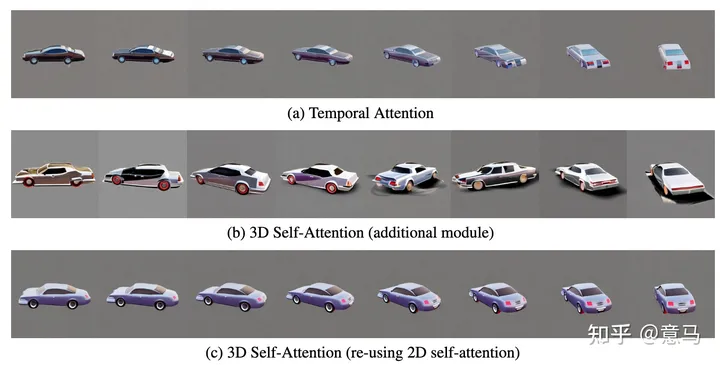 (a) Temporal Attention
(b) 3D Self-Attention (additional module)
知乎 @意马
(c) 3D Self-Attention (re-using 2D self-attention)